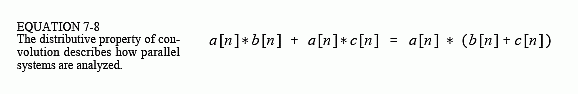 EQUATION 7-8
The distributive property of con-
volution describes how parallel
systems are analyzed.
a[n]*b[n] + a[n]*c[n] = a[n] * (b[n]+c[n])